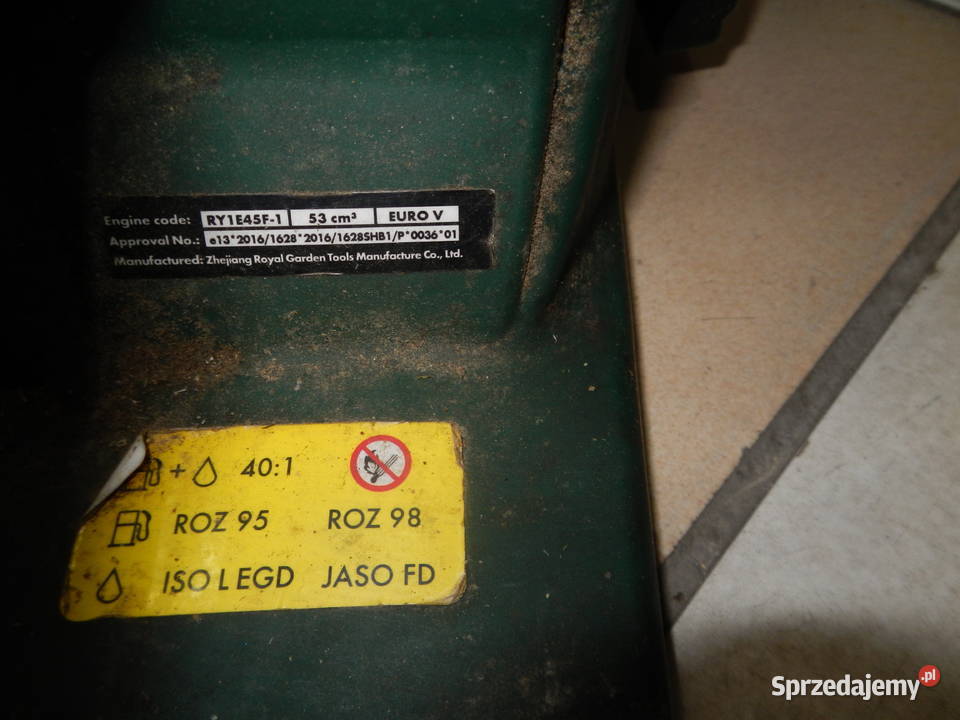 Engine code: RY1E45F-1 53 cm³ EURO V
Approval No.: e13*2016/1628*2016/1628SHB1/P*0036*01
Manufactured: Zhejiang Royal Garden Tools Manufacture Co., Ltd.
+ 40:1
ROZ 95 ROZ 98
ISO L EGD JASO FD
Sprzedajemy.pl